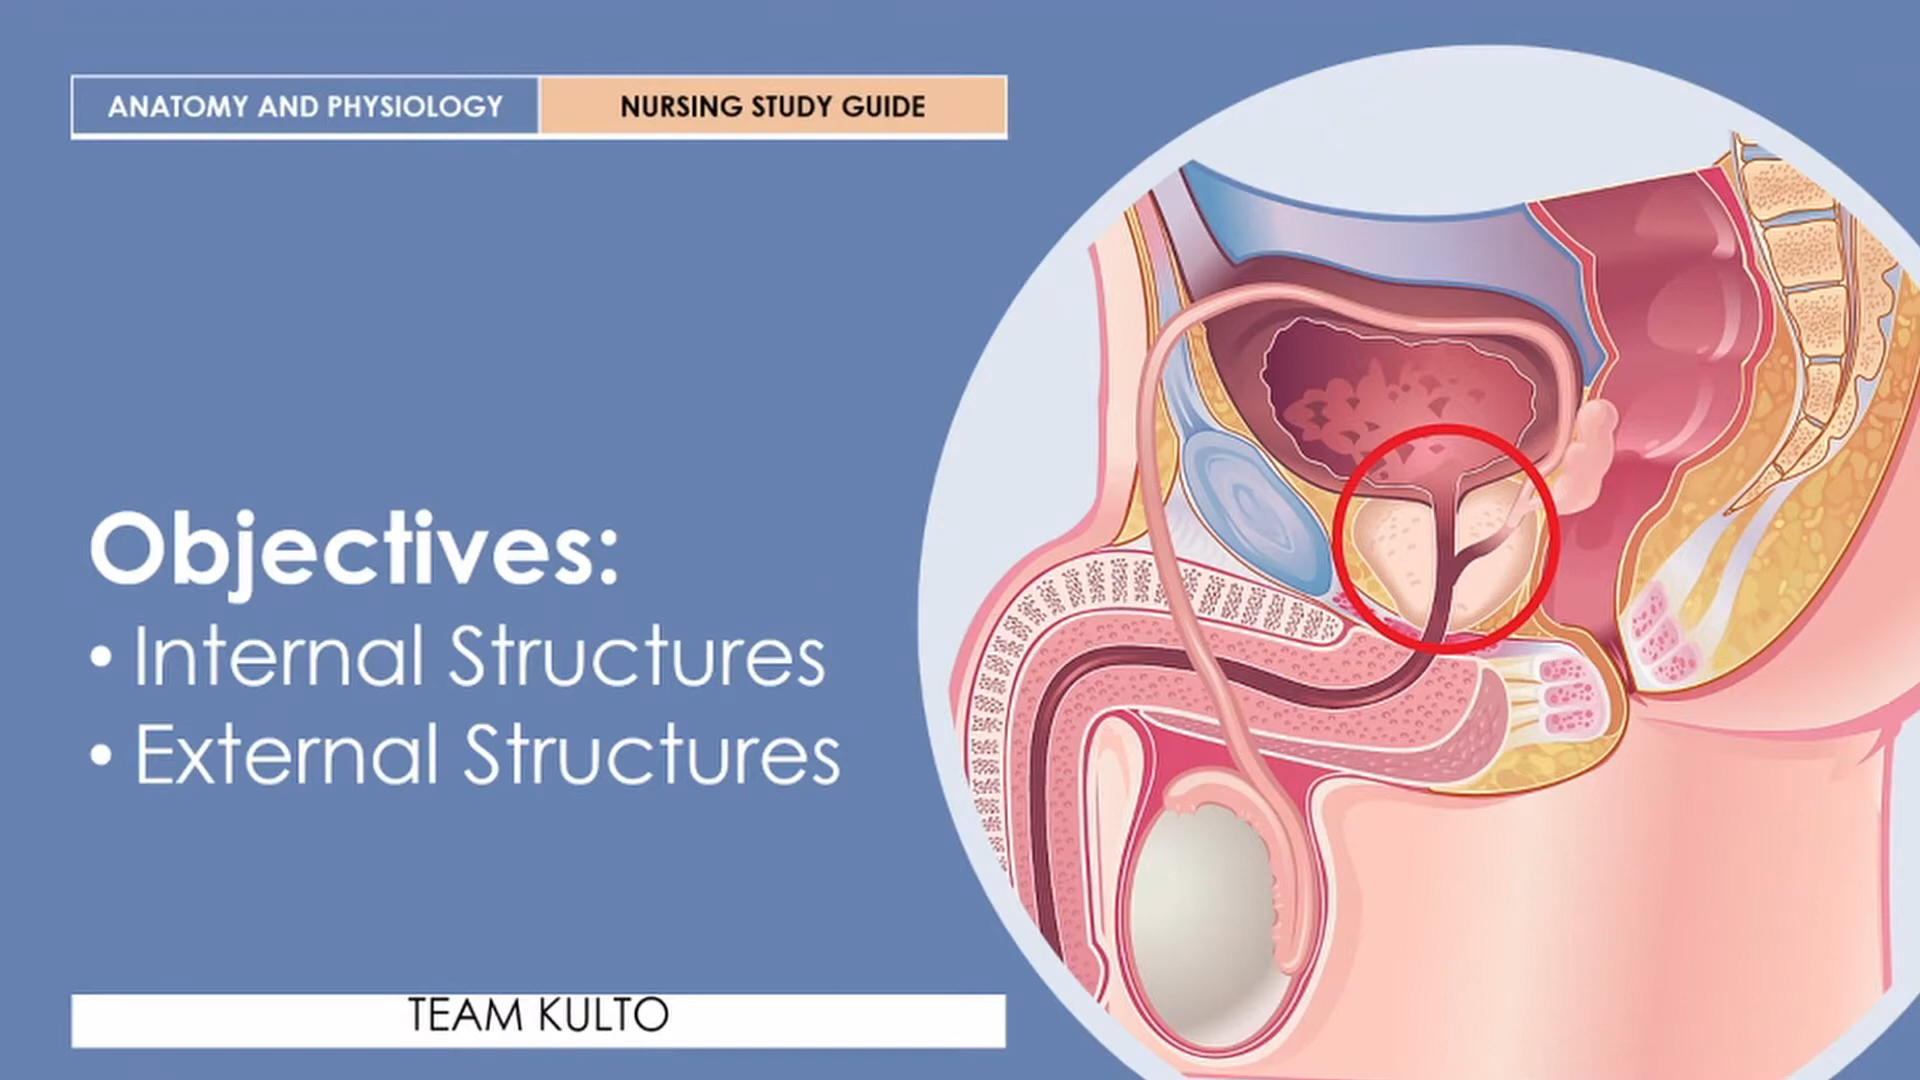 ANATOMY AND PHYSIOLOGY
NURSING STUDY GUIDE
Objectives:
• Internal Structures
• External Structures
TEAM KULTO